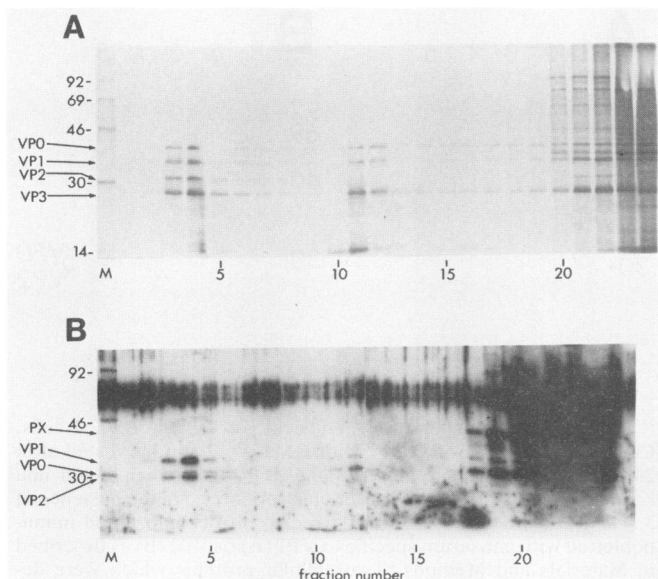 A
92-
69-
46-
VP0
VP1
VP2
30-
VP3
14-
M 5 10 15 20
B
92-
46-
PX
VP1
VP0
30-
VP2
M 5 10 15 20
fraction number